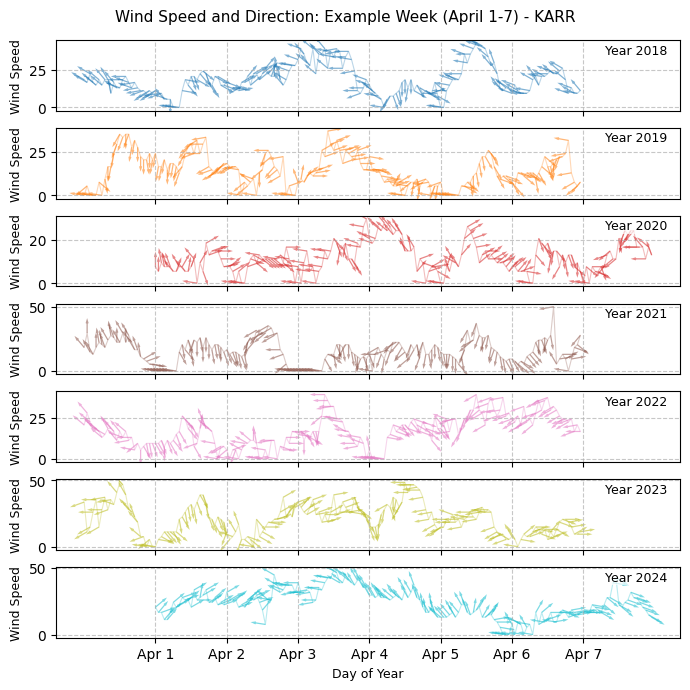 Wind Speed and Direction: Example Week (April 1-7) - KARR
Wind Speed
25
0
Year 2018
Wind Speed
25
0
Year 2019
Wind Speed
20
0
Year 2020
Wind Speed
50
0
Year 2021
Wind Speed
25
0
Year 2022
Wind Speed
50
0
Year 2023
Wind Speed
50
0
Year 2024
Apr 1 Apr 2 Apr 3 Apr 4 Apr 5 Apr 6 Apr 7
Day of Year